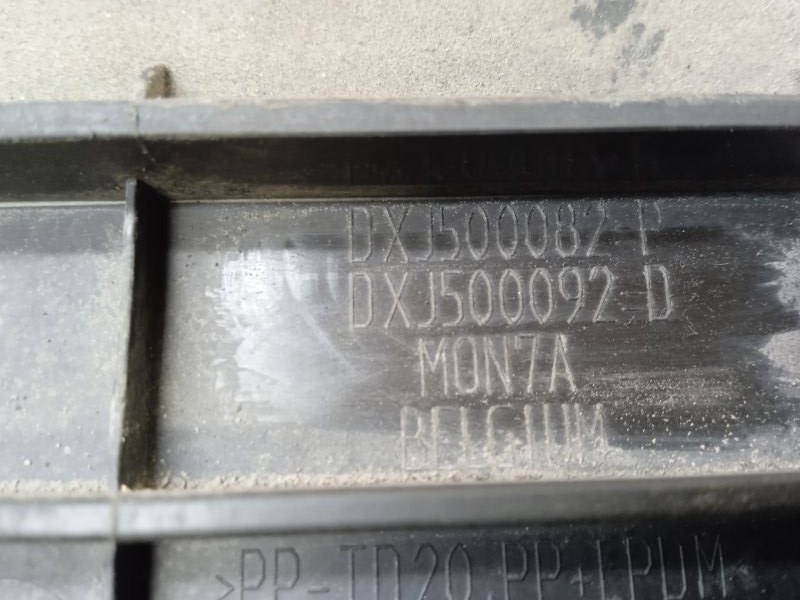 DXJ500082-P
DXJ500092-D
MON7A
BELGIUM
>PP-TD20,PP+EPDM<